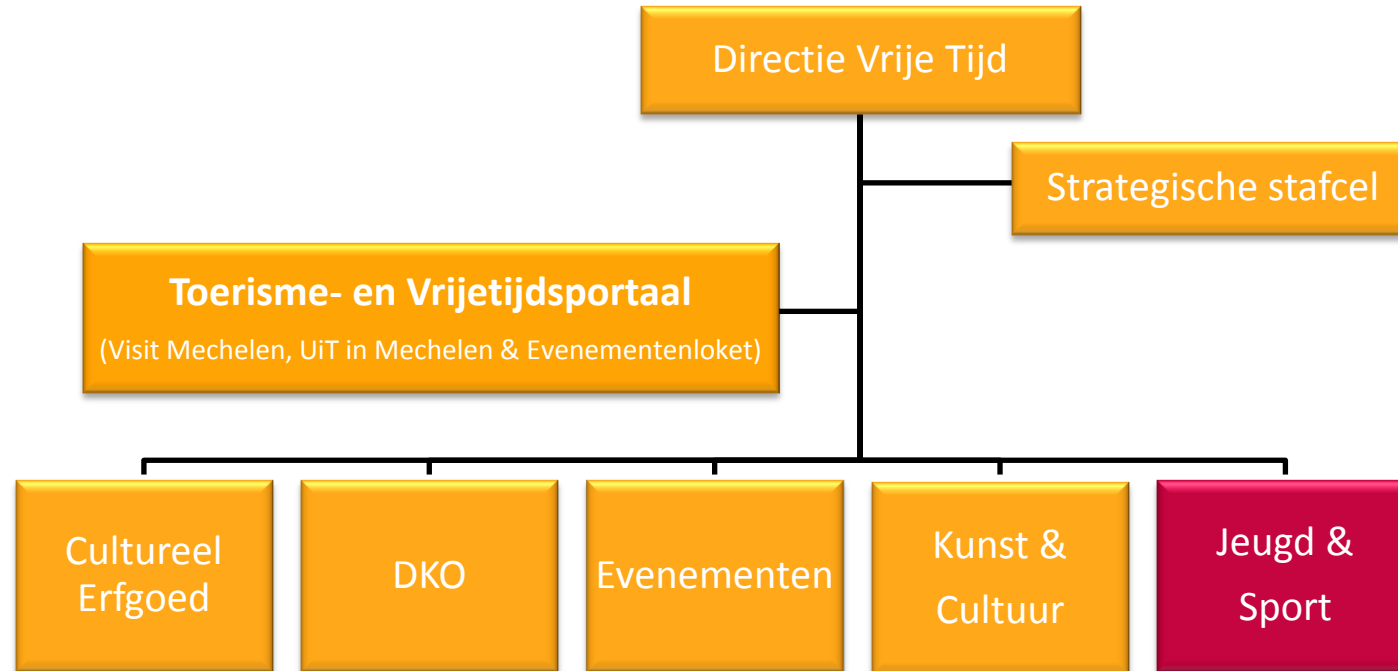 Directie Vrije Tijd
Strategische stafcel
Toerisme- en Vrijetijdsportaal
(Visit Mechelen, UiT in Mechelen & Evenementenloket)
Cultureel
Erfgoed
DKO
Evenementen
Kunst &
Cultuur
Jeugd &
Sport